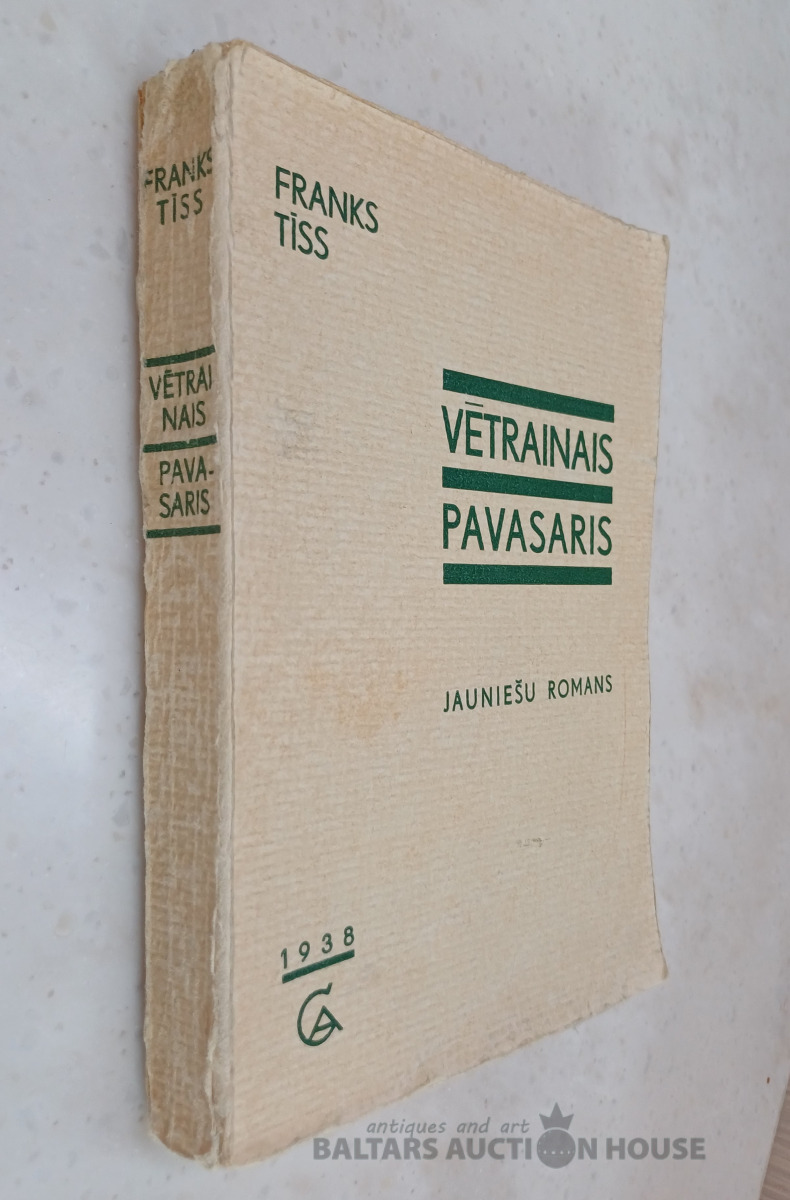 FRANKS
TĪSS
VĒTRAI
NAIS
PAVA-
SARIS
FRANKS
TĪSS
VĒTRAINAIS
PAVASARIS
JAUNIEŠU ROMANS
1938
GA
antiques and art
BALTARS AUCTION HOUSE